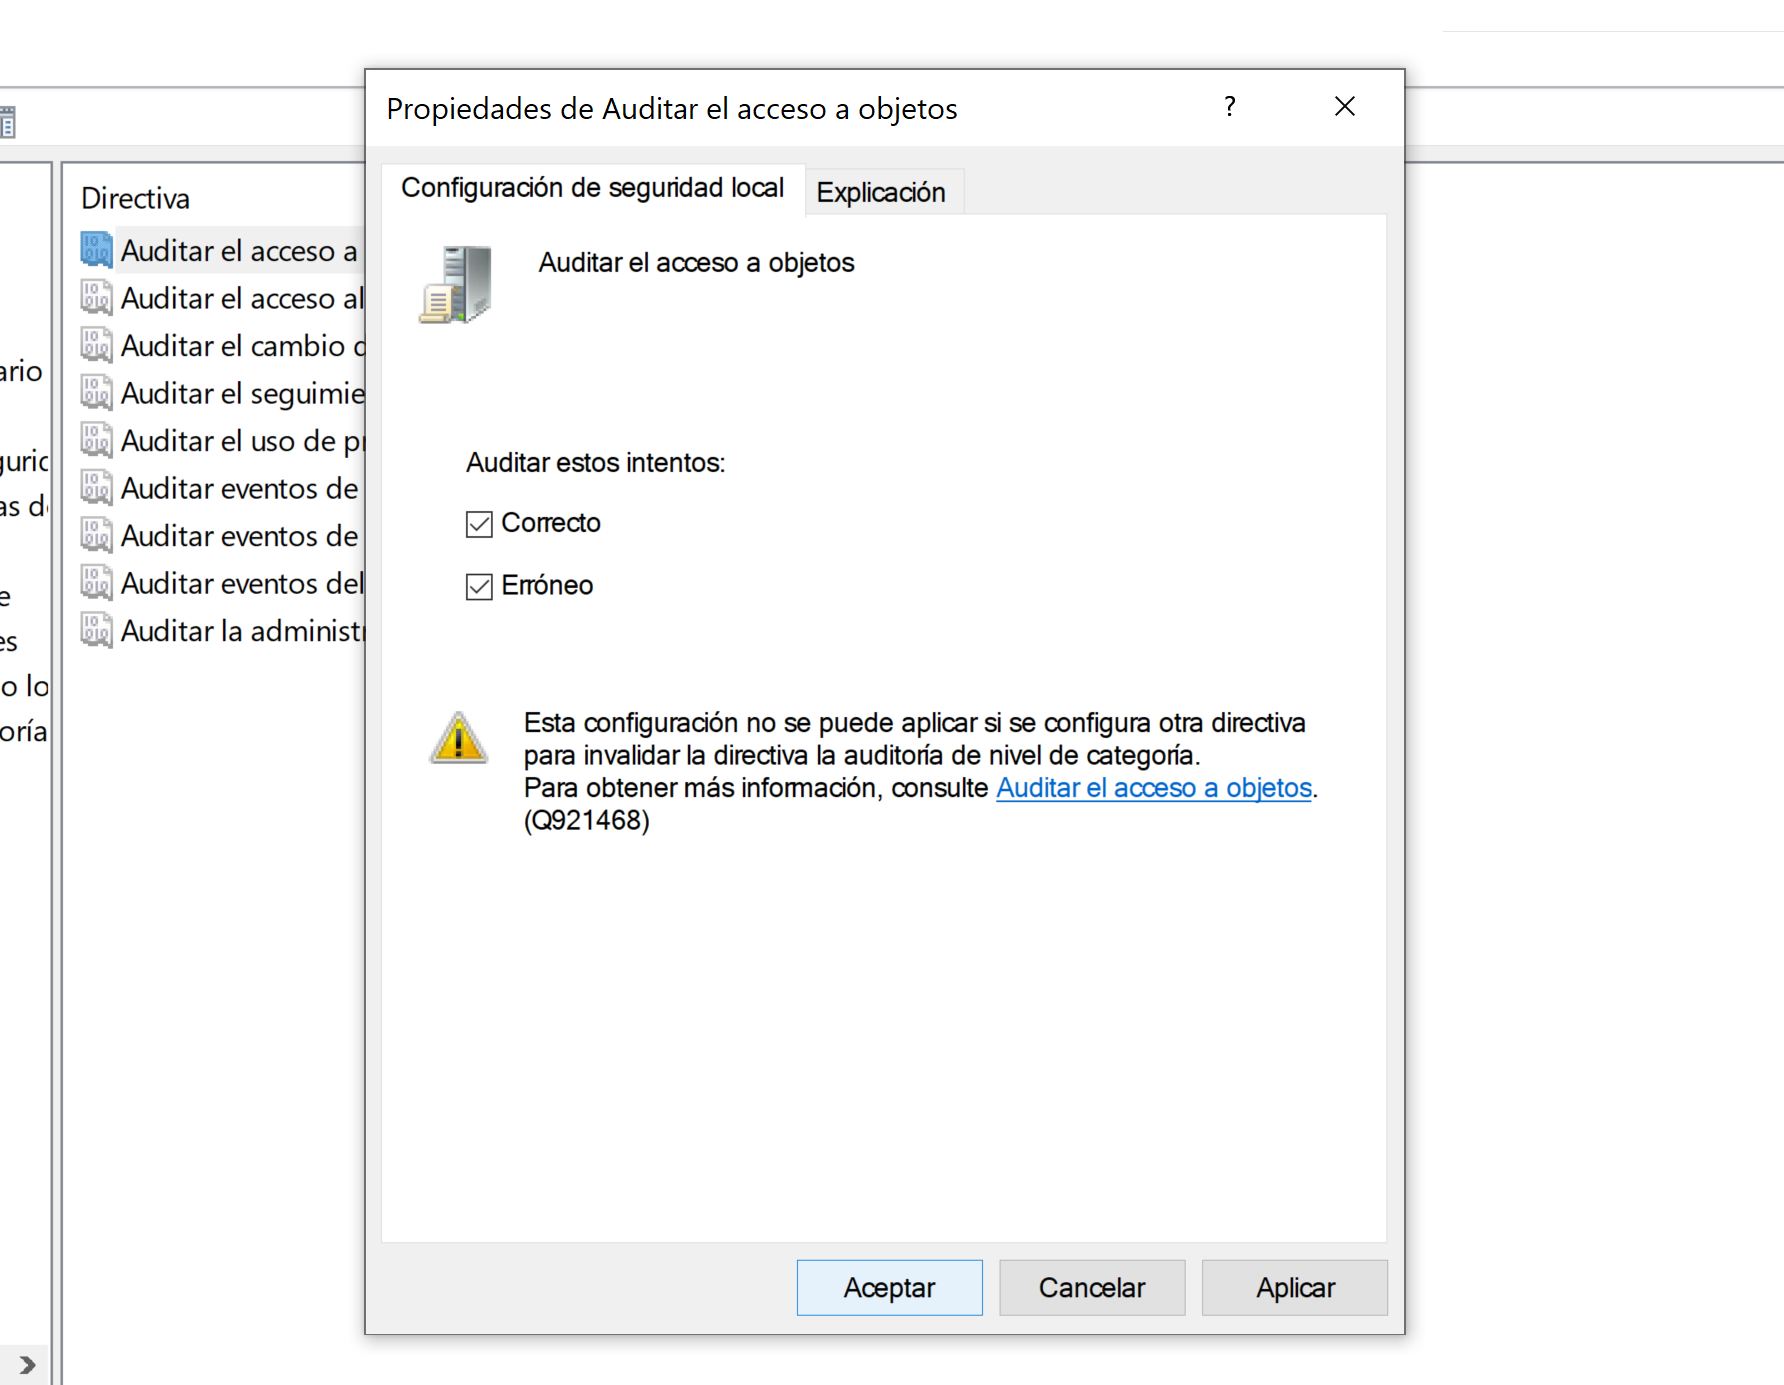 Propiedades de Auditar el acceso a objetos
?
Configuración de seguridad local
Explicación
Directiva
Auditar el acceso a
Auditar el acceso al
Auditar el cambio d
Auditar el seguimie
Auditar el uso de pr
Auditar eventos de
Auditar eventos de
Auditar eventos del
Auditar la administr
ario
gurid
as de
e
es
o lo
oría
Auditar el acceso a objetos
Auditar estos intentos:
Correcto
Erróneo
Esta configuración no se puede aplicar si se configura otra directiva
para invalidar la directiva la auditoría de nivel de categoría.
Para obtener más información, consulte Auditar el acceso a objetos.
(Q921468)
Aceptar
Cancelar
Aplicar